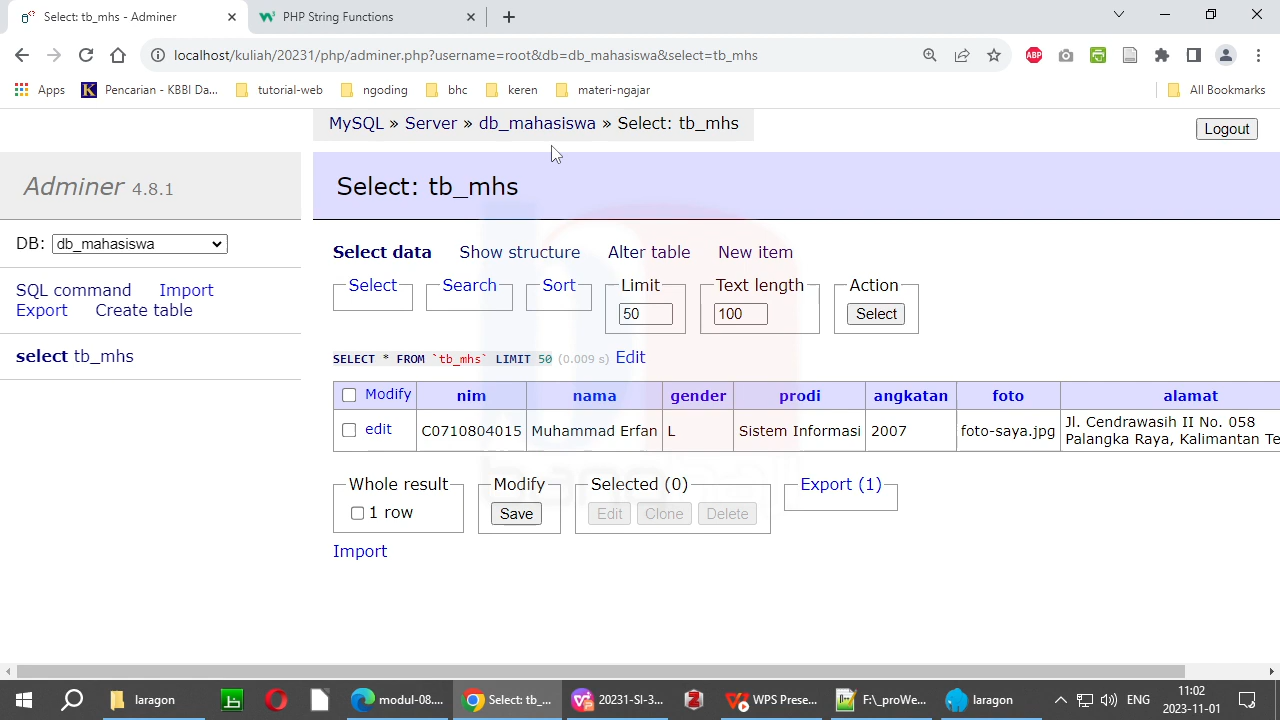 Select: tb_mhs - Adminer
PHP String Functions
localhost/kuliah/20231/php/adminer.php?username=root&db=db_mahasiswa&select=tb_mhs
ABP
Apps
Pencarian - KBBI Da...
tutorial-web
ngoding
bhc
keren
materi-ngajar
All Bookmarks
MySQL » Server » db_mahasiswa » Select: tb_mhs
Logout
Adminer 4.8.1
Select: tb_mhs
DB: db_mahasiswa
SQL command Import
Export Create table
select tb_mhs
Select data Show structure Alter table New item
Select Search Sort Limit Text length Action
50 100 Select
SELECT * FROM `tb_mhs` LIMIT 50 (0.009 s) Edit
Modify nim nama gender prodi angkatan foto alamat
edit C0710804015 Muhammad Erfan L Sistem Informasi 2007 foto-saya.jpg Jl. Cendrawasih II No. 058
Palangka Raya, Kalimantan Te
Whole result Modify Selected (0) Export (1)
1 row Save Edit Clone Delete
Import
laragon
modul-08....
Select: tb_...
20231-SI-3...
WPS Prese...
F:\_proWe...
laragon
ENG
11:02
2023-11-01